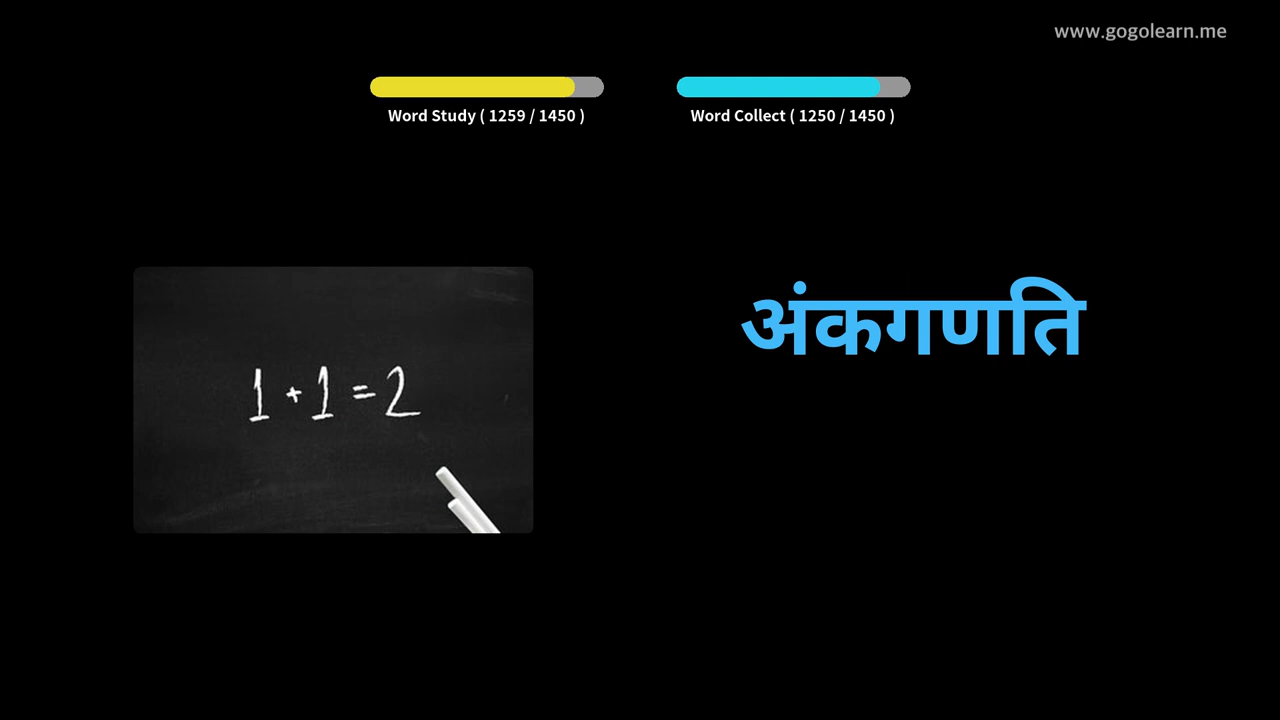 www.gogolearn.me
Word Study ( 1259 / 1450 )
Word Collect ( 1250 / 1450 )
अंकगणति
1 + 1 = 2